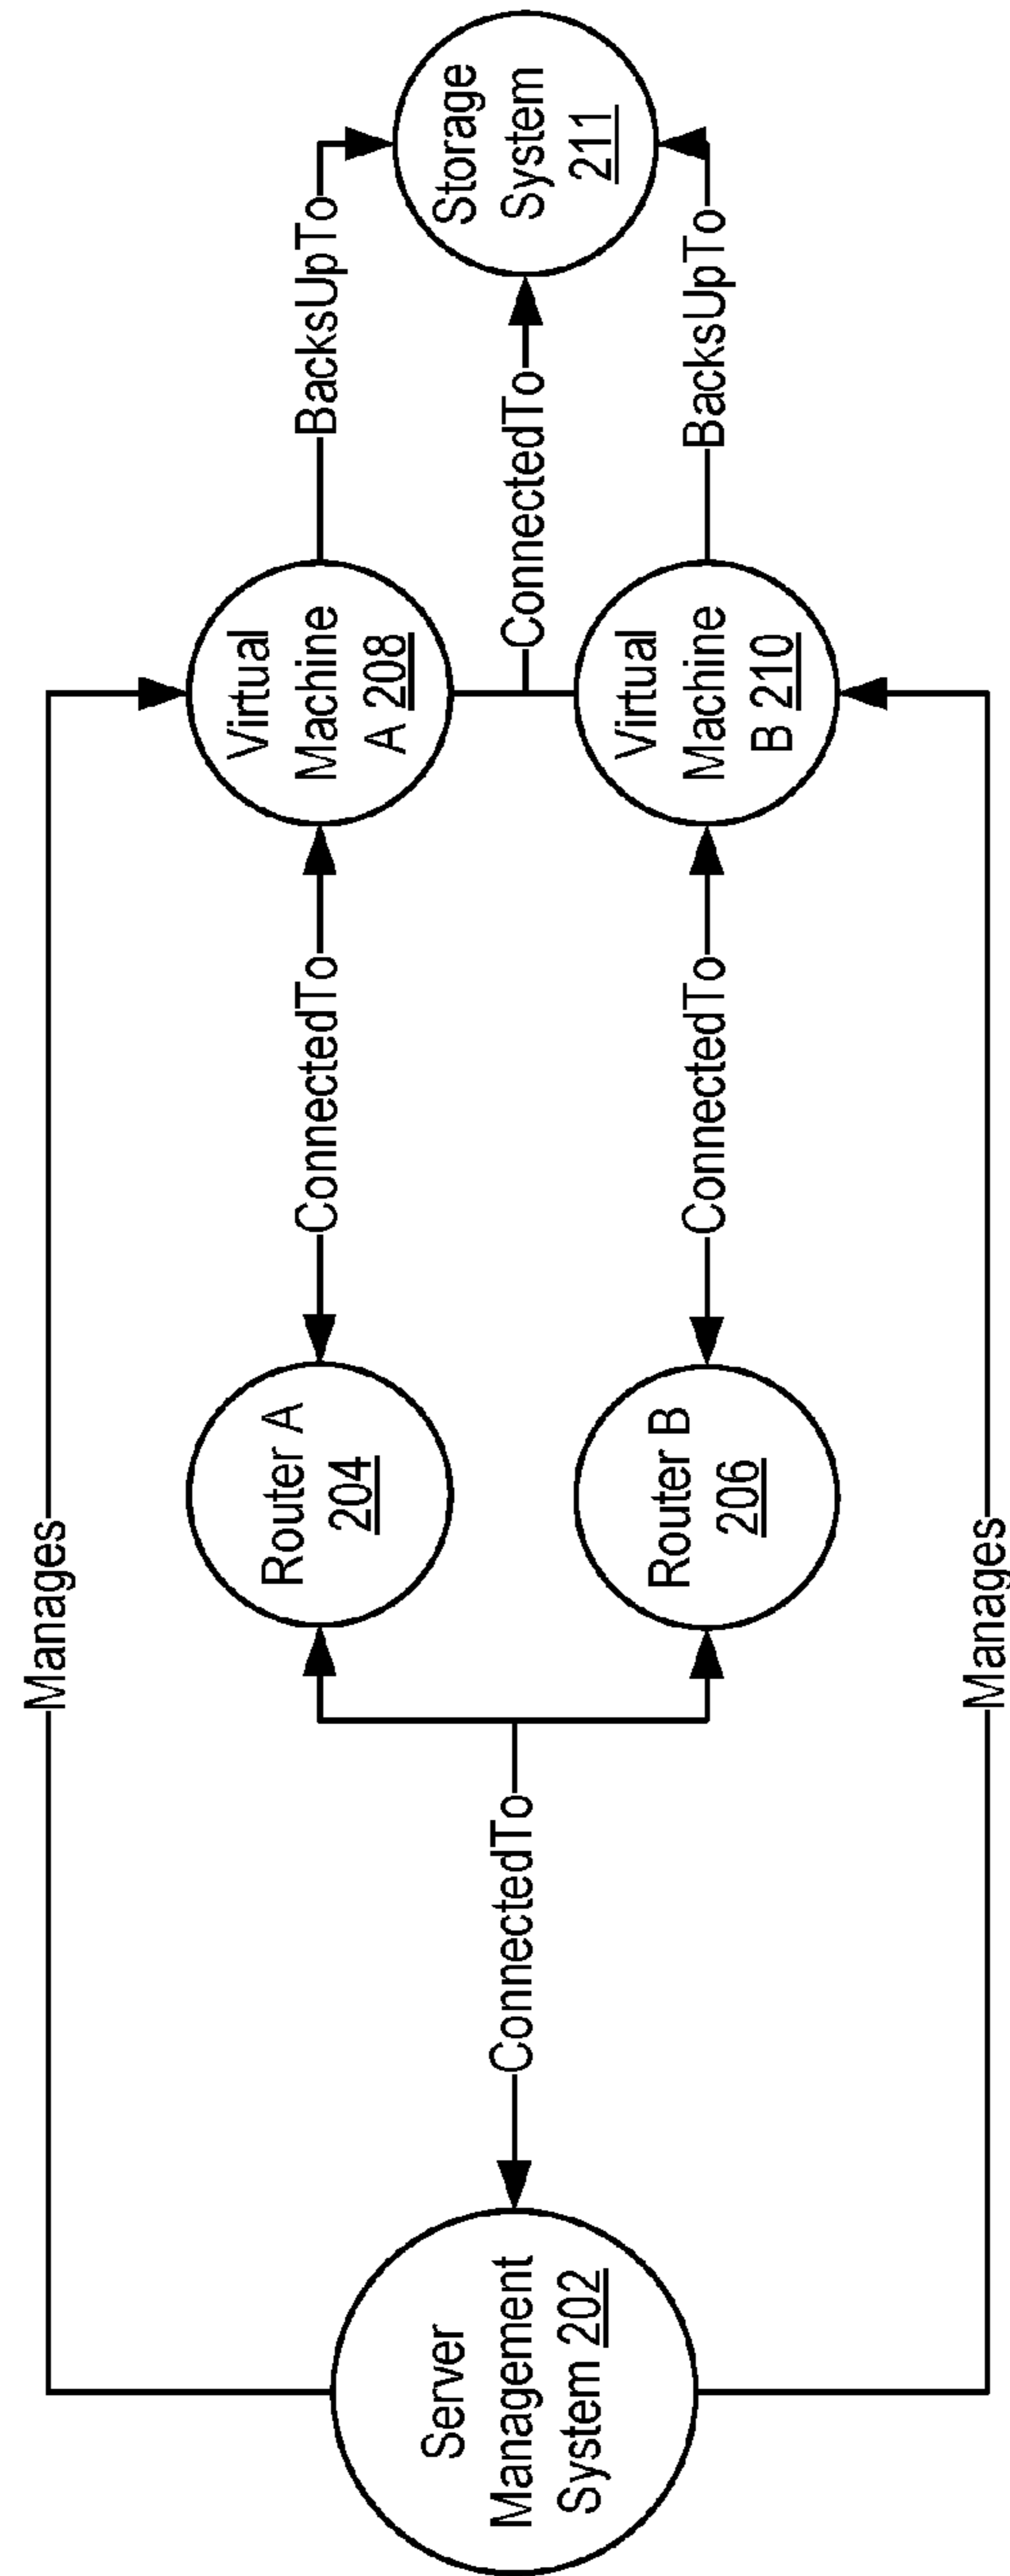 Manages
Server
Management
System 202
ConnectedTo
Router A
204
Router B
206
ConnectedTo
ConnectedTo
Virtual
Machine
A 208
Virtual
Machine
B 210
BacksUpTo
ConnectedTo
BacksUpTo
Storage
System
211
Manages